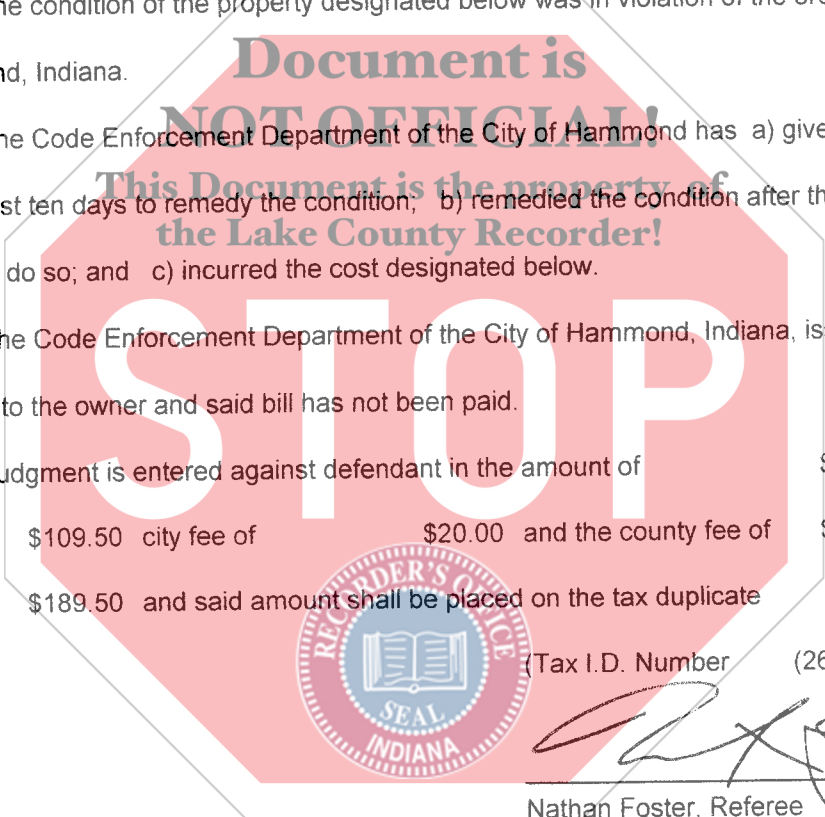 he condition of the property designated below was in violation of the
nd, Indiana.
Document is
NOT OFFICIAL!
This Document is the property of
the Lake County Recorder!
he Code Enforcement Department of the City of Hammond has a) give
st ten days to remedy the condition; b) remedied the condition after th
do so; and c) incurred the cost designated below.
STOP
he Code Enforcement Department of the City of Hammond, Indiana, is
to the owner and said bill has not been paid.
udgment is entered against defendant in the amount of $
$109.50 city fee of $20.00 and the county fee of $
$189.50 and said amount shall be placed on the tax duplicate
RECORDER'S OFFICE
SEAL
INDIANA
(Tax I.D. Number (26
Nathan Foster, Referee